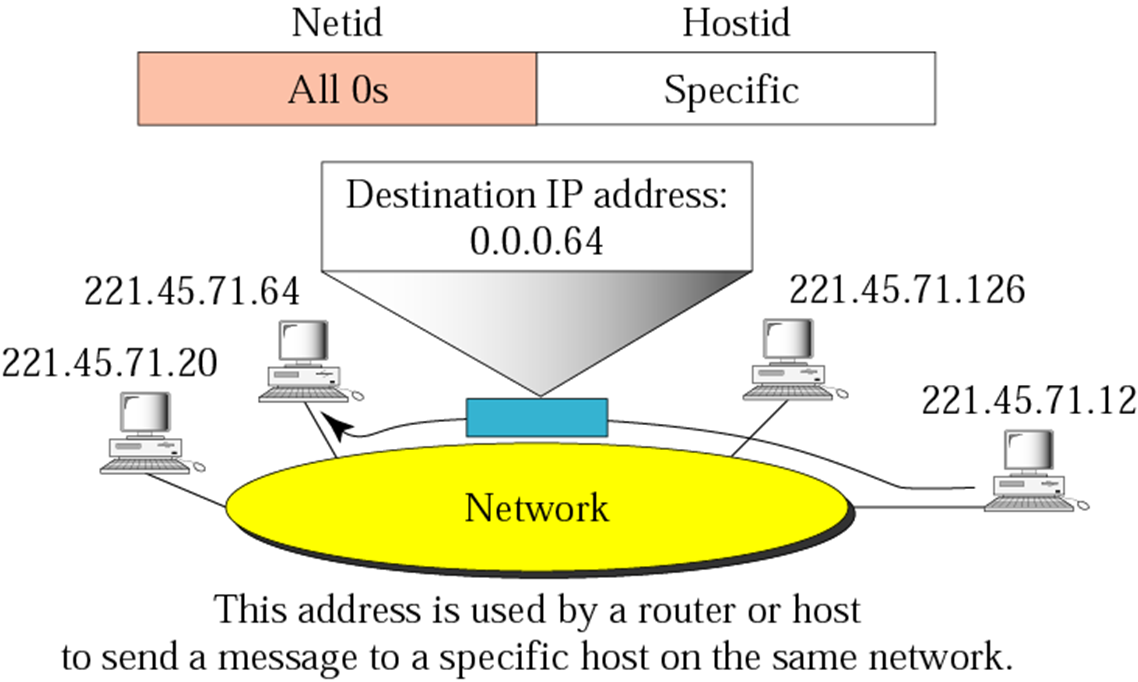 Netid
Hostid
All 0s
Specific
Destination IP address:
0.0.0.64
221.45.71.64
221.45.71.126
221.45.71.20
221.45.71.12
Network
This address is used by a router or host
to send a message to a specific host on the same network.